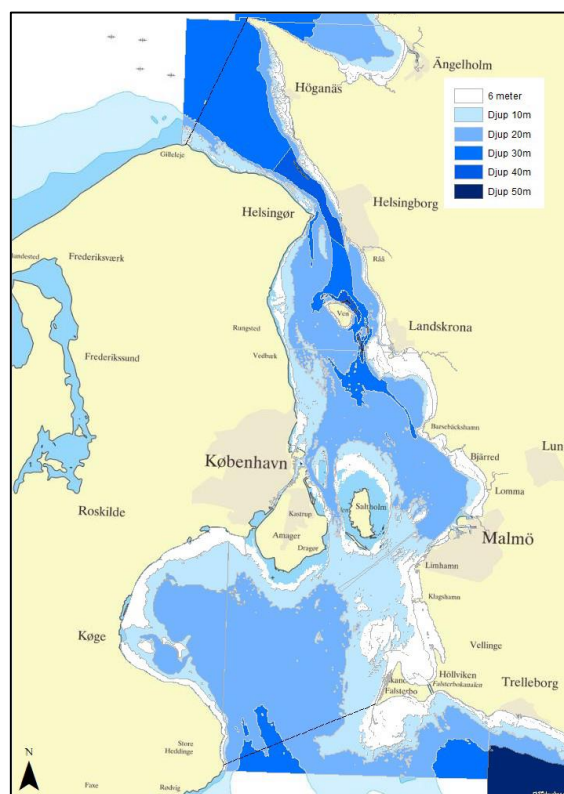 Ängelholm
Höganäs
6 meter
Djup 10m
Djup 20m
Djup 30m
Djup 40m
Djup 50m
Gilleleje
Helsingør
Helsingborg
Frederiksværk
Råå
Ven
Rungsted
Landskrona
Frederikssund
Vedbæk
Barsebäckshamn
København
Bjärred
Lun
Lomma
Roskilde
Saltholm
Kastrup
Malmö
Amager
Dragør
Limhamn
Klagshamn
Køge
Vellinge
Höllviken
Falsterbokanalen
Skanör
Falsterbo
Trelleborg
Store
Heddinge
N
Faxe
Rødvig